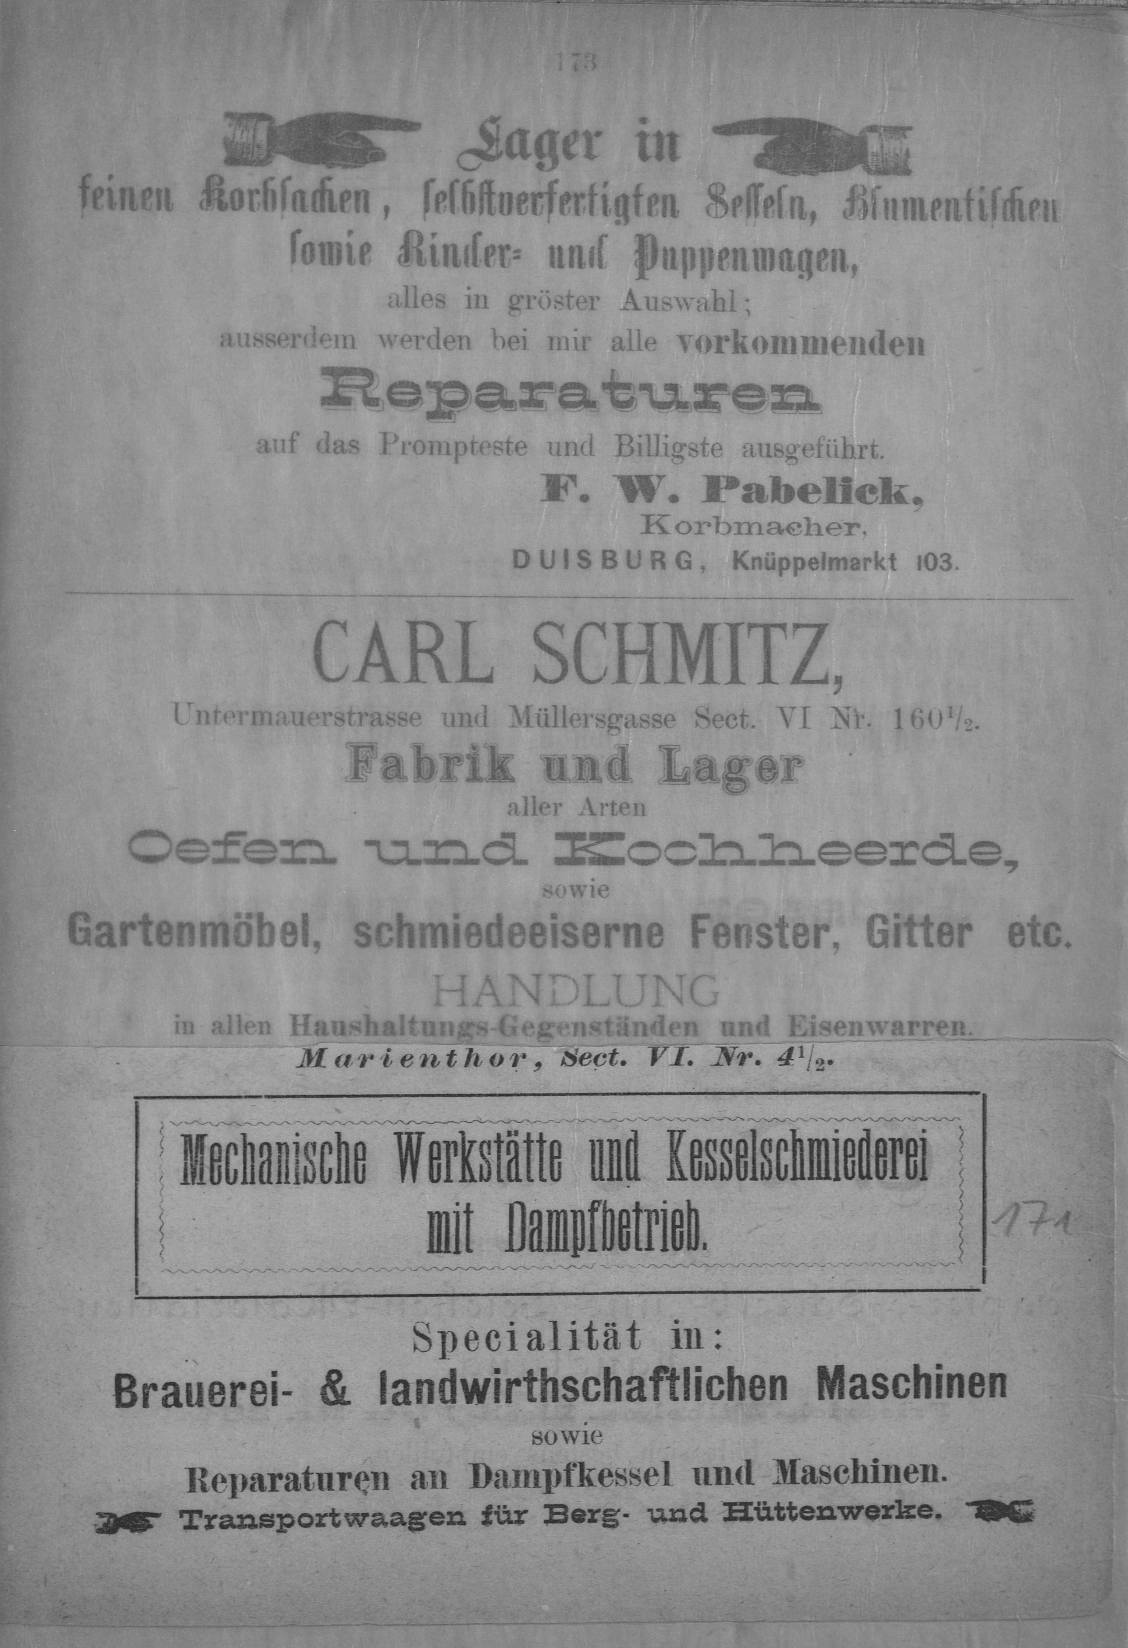 173
Lager in
feinen Korbsachen, selbstverfertigten Sesseln, Blumentischen
sowie Kinder- und Puppenwagen,
alles in gröster Auswahl;
ausserdem werden bei mir alle vorkommenden
Reparaturen
auf das Prompteste und Billigste ausgeführt.
F. W. Pabelick,
Korbmacher,
DUISBURG, Knüppelmarkt 103.
CARL SCHMITZ,
Untermauerstrasse und Müllersgasse Sect. VI Nr. 160½.
Fabrik und Lager
aller Arten
Oefen und Kochheerde,
sowie
Gartenmöbel, schmiedeeiserne Fenster, Gitter etc.
HANDLUNG
in allen Haushaltungs-Gegenständen und Eisenwarren.
Marienthor, Sect. VI. Nr. 4½.
Mechanische Werkstätte und Kesselschmiederei
mit Dampfbetrieb.
171
Specialität in:
Brauerei- & landwirthschaftlichen Maschinen
sowie
Reparaturen an Dampfkessel und Maschinen.
Transportwaagen für Berg- und Hüttenwerke.